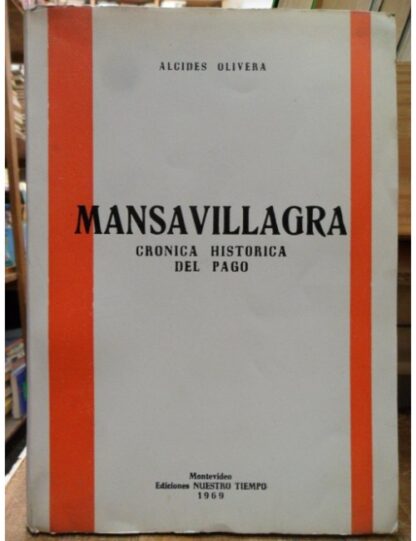 ALCIDES OLIVERA
MANSAVILLAGRA
CRONICA HISTORICA
DEL PAGO
Montevideo
Ediciones NUESTRO TIEMPO
1969